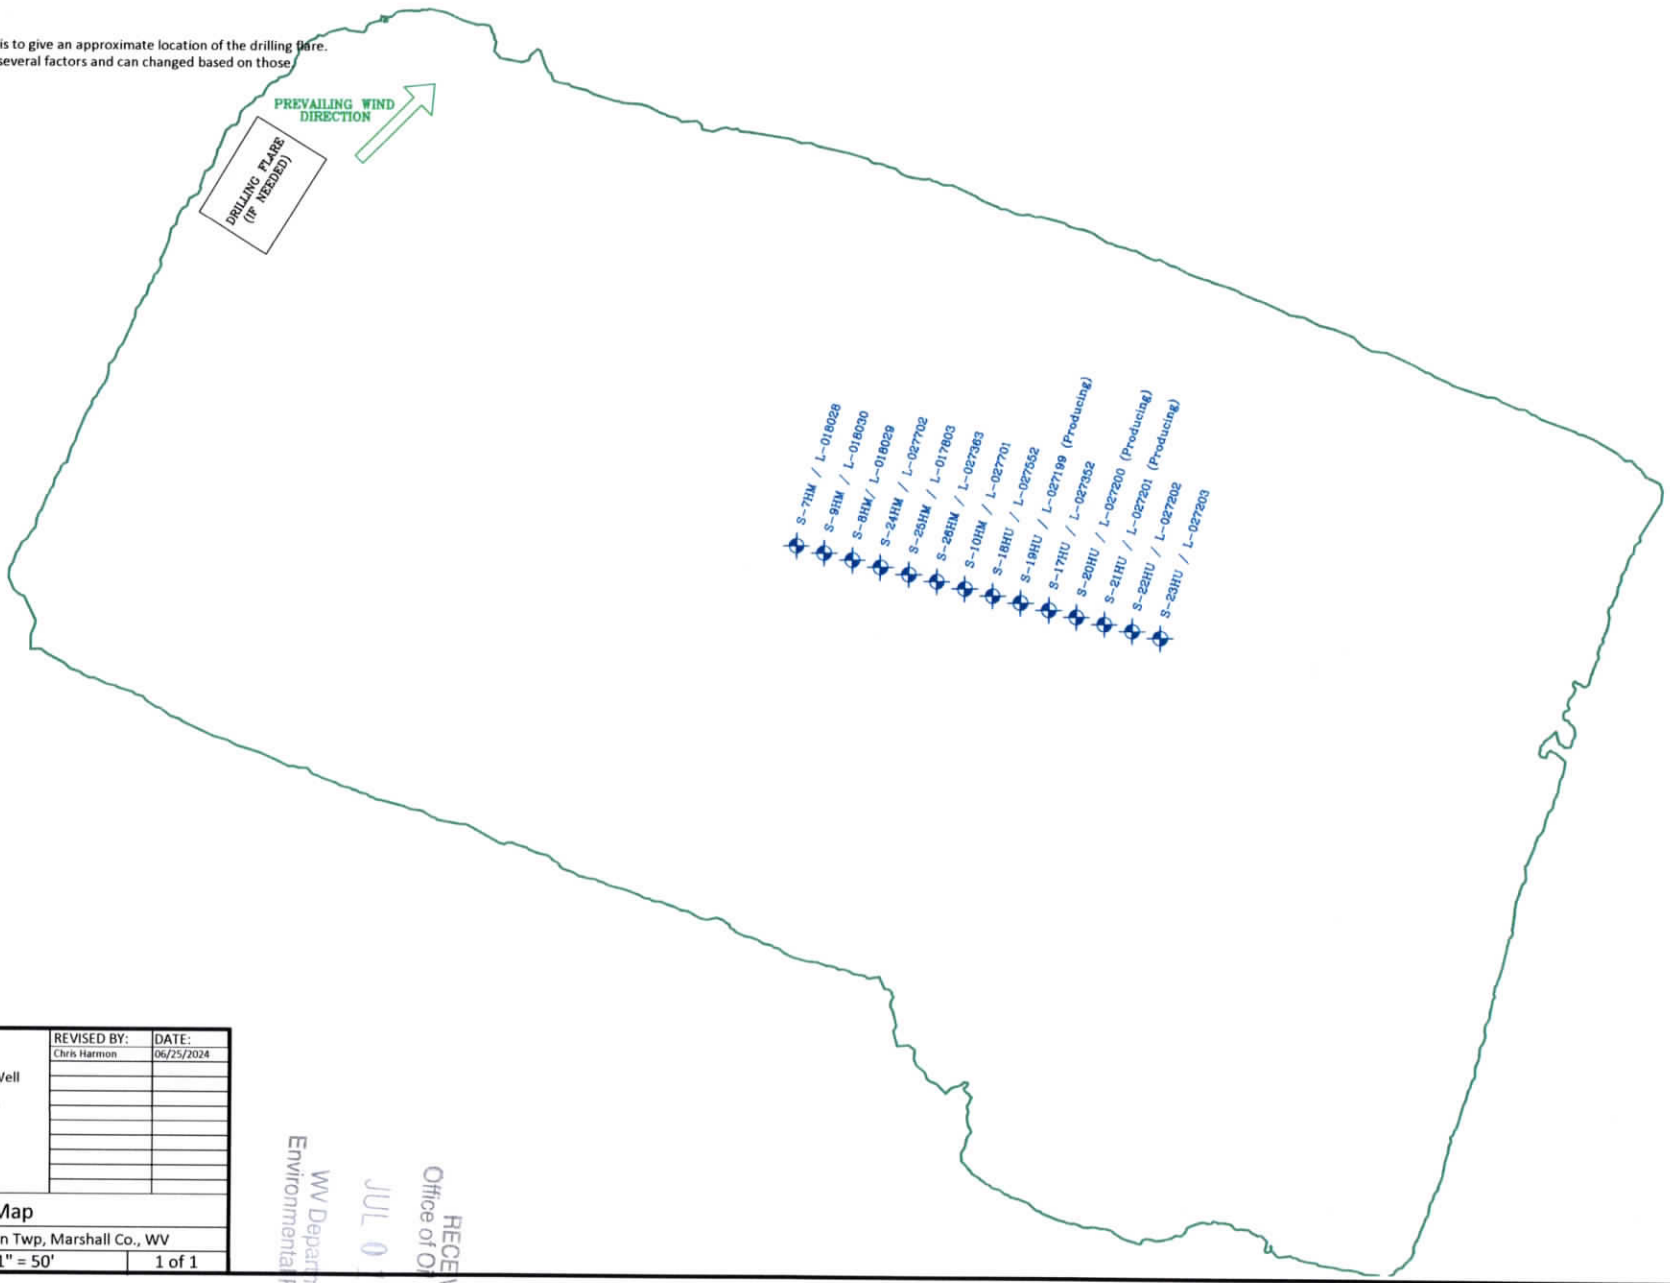 is to give an approximate location of the drilling flare.
several factors and can changed based on those
PREVAILING WIND
DIRECTION
DRILLING FLARE
(IF NEEDED)
S-7HM / L-018028
S-9HM / L-018030
S-8HM/ L-018029
S-24HM / L-027702
S-25HM / L-017803
S-26HM / L-027363
S-10HM / L-027701
S-18HU / L-027552
S-19HU / L-027199 (Producing)
S-17HU / L-027352
S-20HU / L-027200 (Producing)
S-21HU / L-027201 (Producing)
S-22HU / L-027202
S-23HU / L-027203
REVISED BY: DATE:
Chris Harmon 06/25/2024
Vell
Map
n Twp, Marshall Co., WV
1" = 50' 1 of 1
RECE
Office of O
JUL 0
WV Depart
Environmental